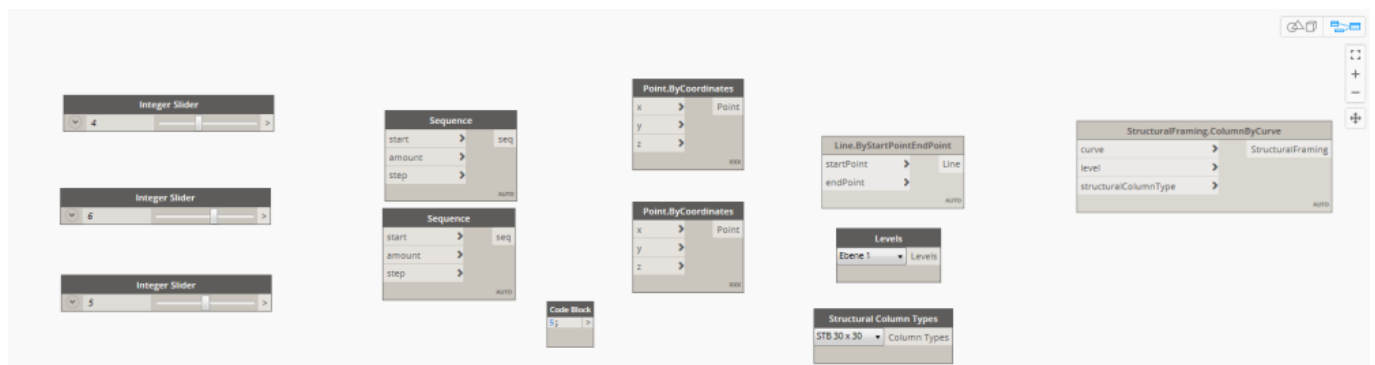 Integer Slider
4 >
Integer Slider
6 >
Integer Slider
5 >
Sequence
start > seq
amount >
step >
AUTO
Sequence
start > seq
amount >
step >
AUTO
Code Block
5; >
Point.ByCoordinates
x > Point
y >
z >
XXX
Point.ByCoordinates
x > Point
y >
z >
XXX
Line.ByStartPointEndPoint
startPoint > Line
endPoint >
AUTO
Levels
Ebene 1 Levels
Structural Column Types
STB 30 x 30 Column Types
StructuralFraming.ColumnByCurve
curve > StructuralFraming
level >
structuralColumnType >
AUTO